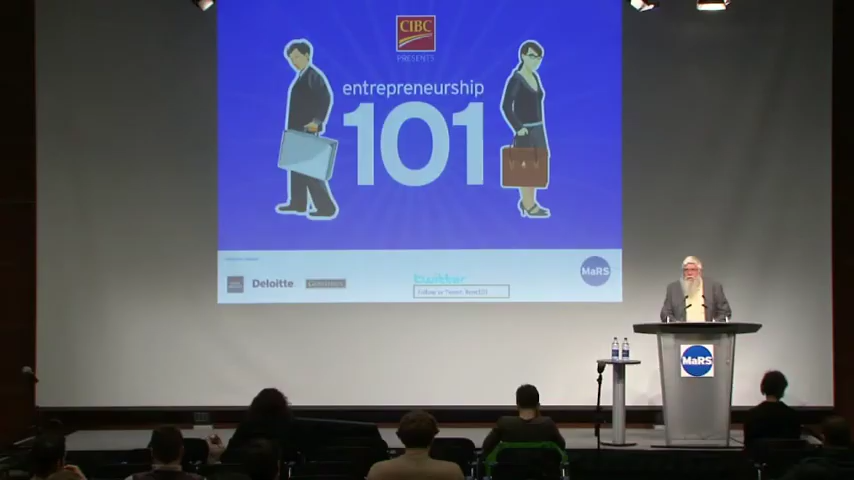 CIBC
PRESENTS
entrepreneurship
101
Deloitte
twitter
MaRS
MaRS